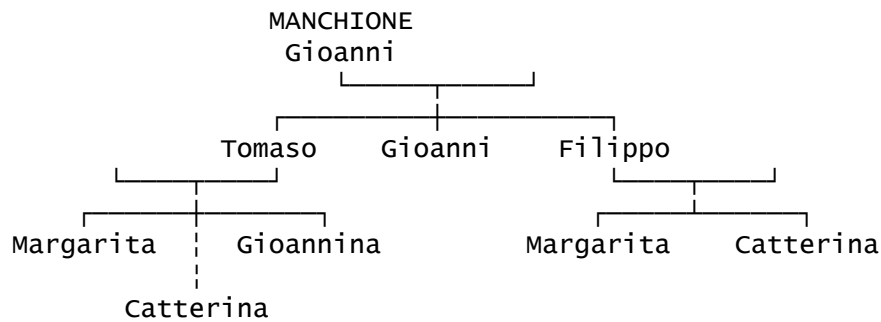 MANCHIONE
Gioanni
Tomaso Gioanni Filippo
Margarita Gioannina Margarita Catterina
Catterina